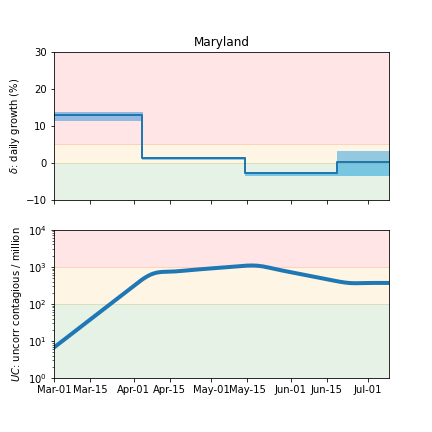 Maryland
δ: daily growth (%)
30
20
10
0
−10
UC: uncorr contagious / million
10⁴
10³
10²
10¹
10⁰
Mar-01 Mar-15 Apr-01 Apr-15 May-01 May-15 Jun-01 Jun-15 Jul-01